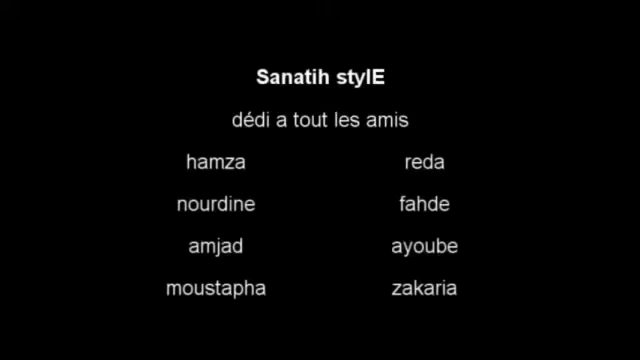 Sanatih stylE
dédi a tout les amis
hamza reda
nourdine fahde
amjad ayoube
moustapha zakaria